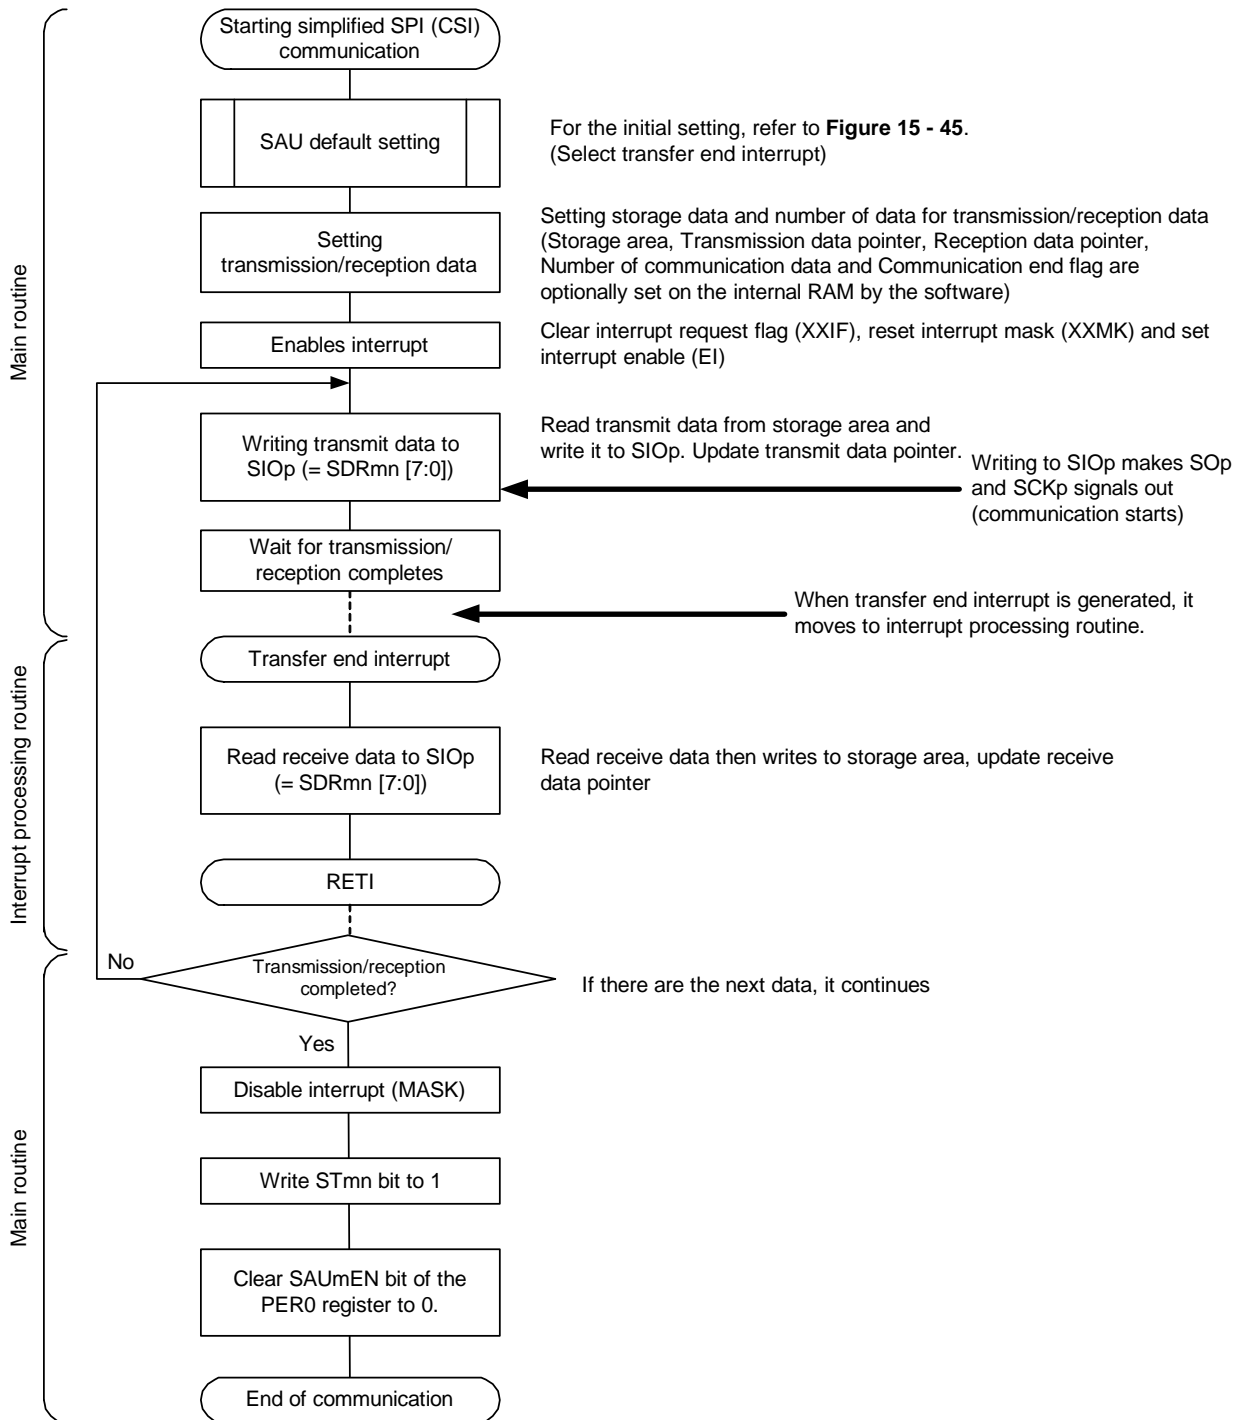 Starting simplified SPI (CSI)
communication
SAU default setting
For the initial setting, refer to Figure 15 - 45.
(Select transfer end interrupt)
Setting
transmission/reception data
Setting storage data and number of data for transmission/reception data
(Storage area, Transmission data pointer, Reception data pointer,
Number of communication data and Communication end flag are
optionally set on the internal RAM by the software)
Main routine
Enables interrupt
Clear interrupt request flag (XXIF), reset interrupt mask (XXMK) and set
interrupt enable (EI)
Writing transmit data to
SIOp (= SDRmn [7:0])
Read transmit data from storage area and
write it to SIOp. Update transmit data pointer.
Writing to SIOp makes SOp
and SCKp signals out
(communication starts)
Wait for transmission/
reception completes
When transfer end interrupt is generated, it
moves to interrupt processing routine.
Transfer end interrupt
Interrupt processing routine
Read receive data to SIOp
(= SDRmn [7:0])
Read receive data then writes to storage area, update receive
data pointer
RETI
No
Transmission/reception
completed?
If there are the next data, it continues
Yes
Disable interrupt (MASK)
Main routine
Write STmn bit to 1
Clear SAUmEN bit of the
PER0 register to 0.
End of communication